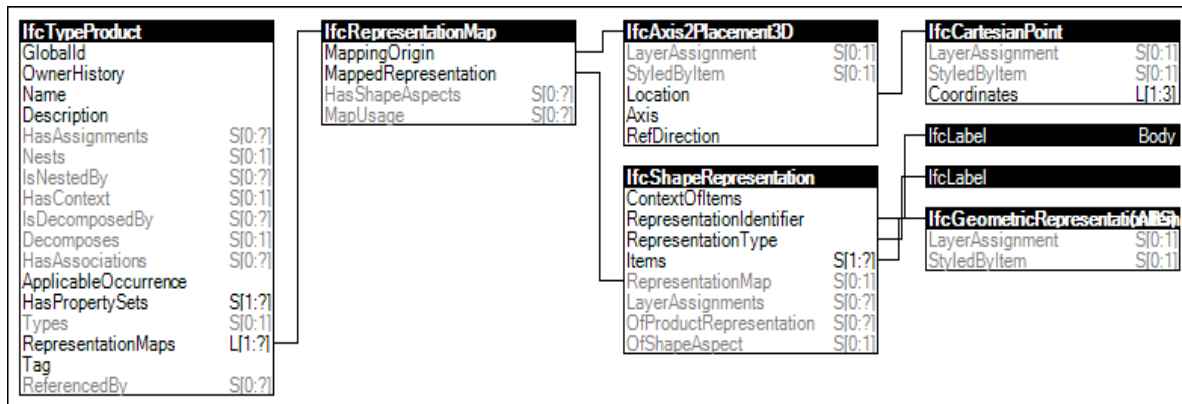 IfcTypeProduct
GlobalId
OwnerHistory
Name
Description
HasAssignments S[0:?]
Nests S[0:1]
IsNestedBy S[0:?]
HasContext S[0:1]
IsDecomposedBy S[0:?]
Decomposes S[0:1]
HasAssociations S[0:?]
ApplicableOccurrence
HasPropertySets S[1:?]
Types S[0:1]
RepresentationMaps L[1:?]
Tag
ReferencedBy S[0:?]
IfcRepresentationMap
MappingOrigin
MappedRepresentation
HasShapeAspects S[0:?]
MapUsage S[0:?]
IfcAxis2Placement3D
LayerAssignment S[0:1]
StyledByItem S[0:1]
Location
Axis
RefDirection
IfcShapeRepresentation
ContextOfItems
RepresentationIdentifier
RepresentationType
Items S[1:?]
RepresentationMap S[0:1]
LayerAssignments S[0:?]
OfProductRepresentation S[0:?]
OfShapeAspect S[0:1]
IfcCartesianPoint
LayerAssignment S[0:1]
StyledByItem S[0:1]
Coordinates L[1:3]
IfcLabel Body
IfcLabel
LayerAssignment S[0:1]
StyledByItem S[0:1]